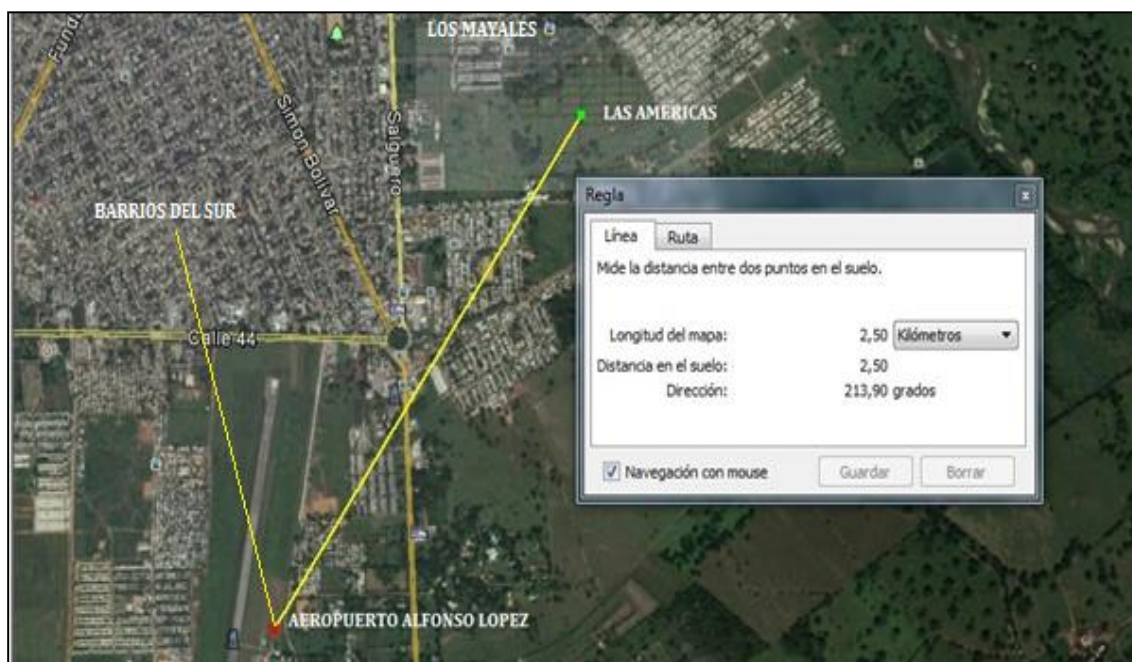 LOS MAYALES
Fund
Simon Bolivar
Salguero
LAS AMERICAS
BARRIOS DEL SUR
Calle 44
AEROPUERTO ALFONSO LOPEZ
Regla
Línea
Ruta
Mide la distancia entre dos puntos en el suelo.
Longitud del mapa: 2,50 Kilómetros
Distancia en el suelo: 2,50
Dirección: 213,90 grados
Navegación con mouse
Guardar
Borrar